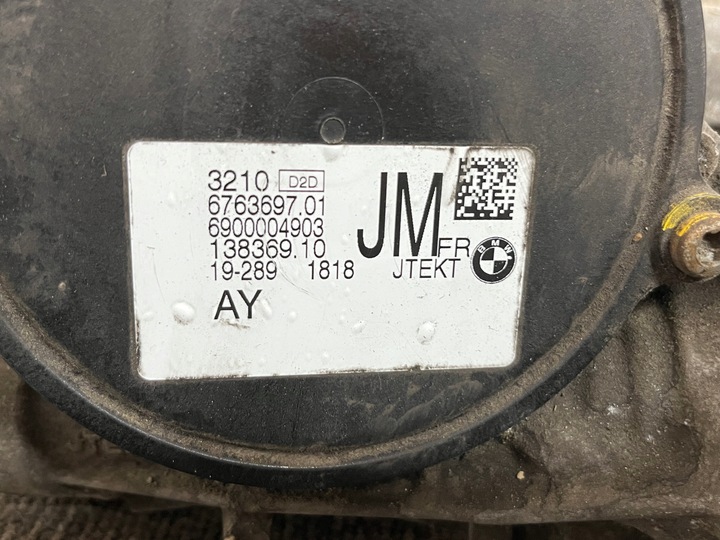 3210 D2D
6763697.01
6900004903
138369.10
19-289 1818
AY
JM FR
JTEKT
BMW